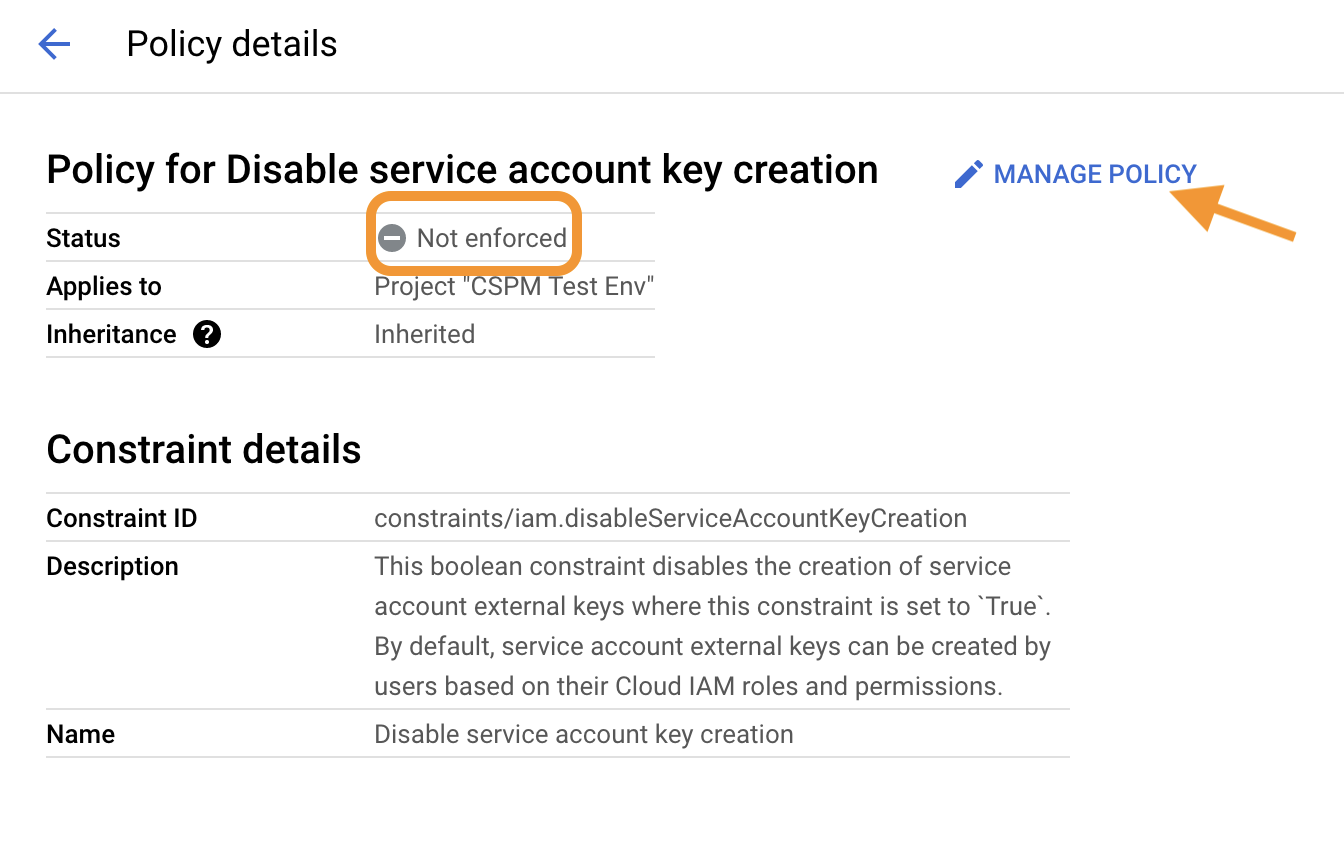 Policy details
Policy for Disable service account key creation
MANAGE POLICY
Status Not enforced
Applies to Project "CSPM Test Env"
Inheritance ? Inherited
Constraint details
Constraint ID constraints/iam.disableServiceAccountKeyCreation
Description This boolean constraint disables the creation of service
account external keys where this constraint is set to `True`.
By default, service account external keys can be created by
users based on their Cloud IAM roles and permissions.
Name Disable service account key creation